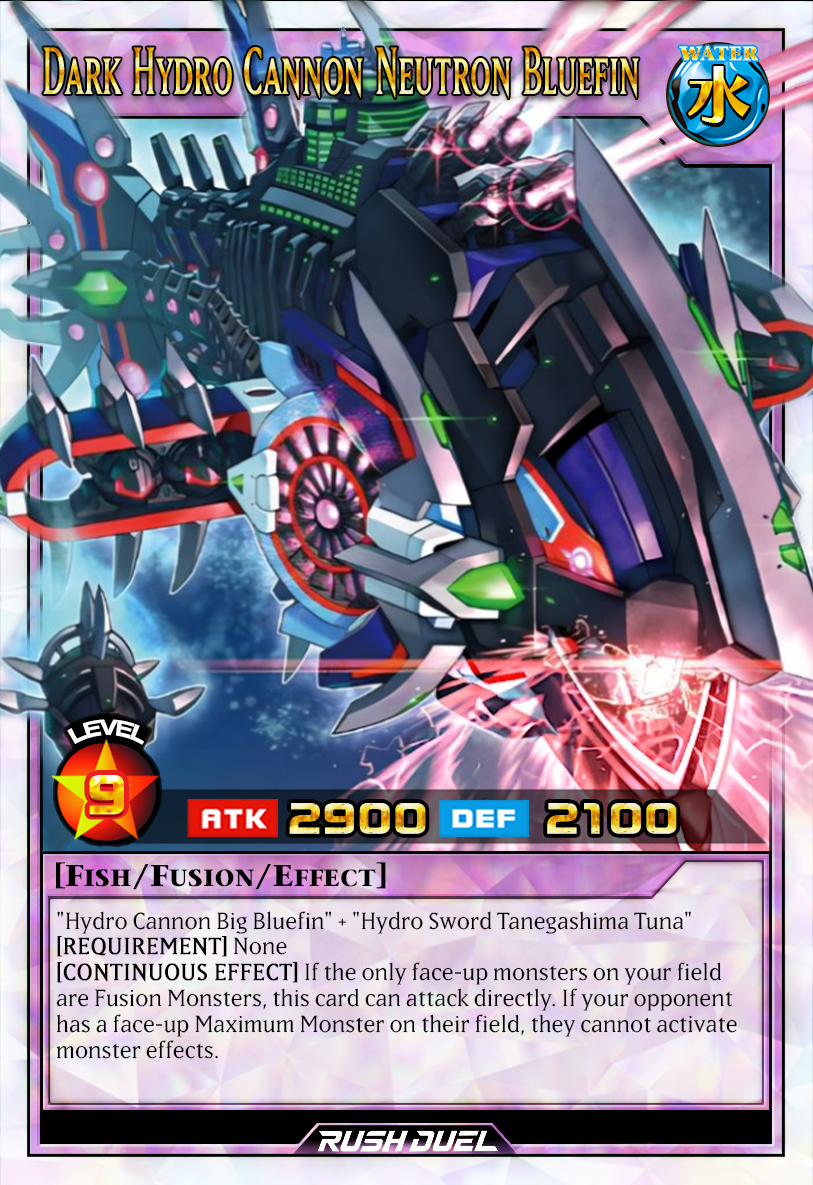 Dark Hydro Cannon Neutron Bluefin
WATER
水
LEVEL
9
ATK 2900 DEF 2100
[Fish/Fusion/Effect]
"Hydro Cannon Big Bluefin" + "Hydro Sword Tanegashima Tuna"
[REQUIREMENT] None
[CONTINUOUS EFFECT] If the only face-up monsters on your field
are Fusion Monsters, this card can attack directly. If your opponent
has a face-up Maximum Monster on their field, they cannot activate
monster effects.
RUSH DUEL